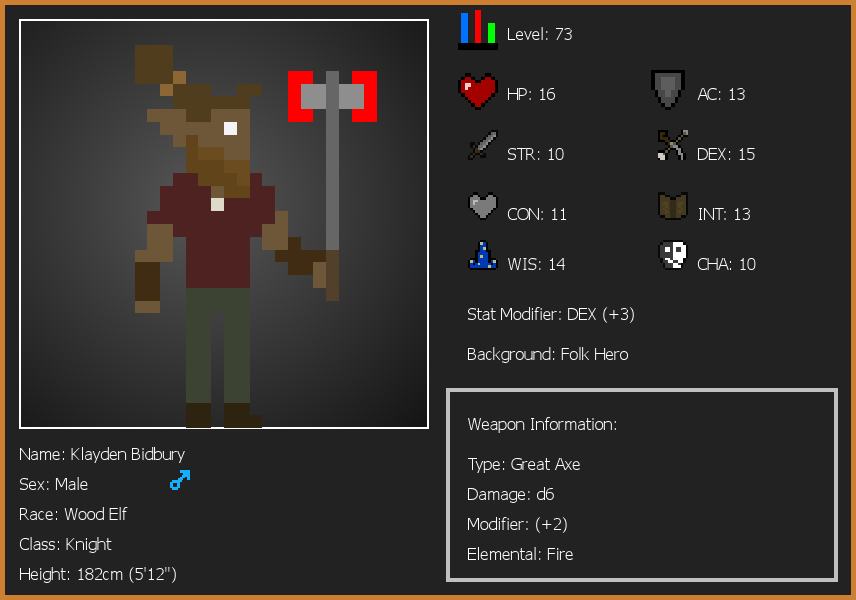 Level: 73
HP: 16
AC: 13
STR: 10
DEX: 15
CON: 11
INT: 13
WIS: 14
CHA: 10
Stat Modifier: DEX (+3)
Background: Folk Hero
Weapon Information:
Type: Great Axe
Damage: d6
Modifier: (+2)
Elemental: Fire
Name: Klayden Bidbury
Sex: Male
Race: Wood Elf
Class: Knight
Height: 182cm (5'12")